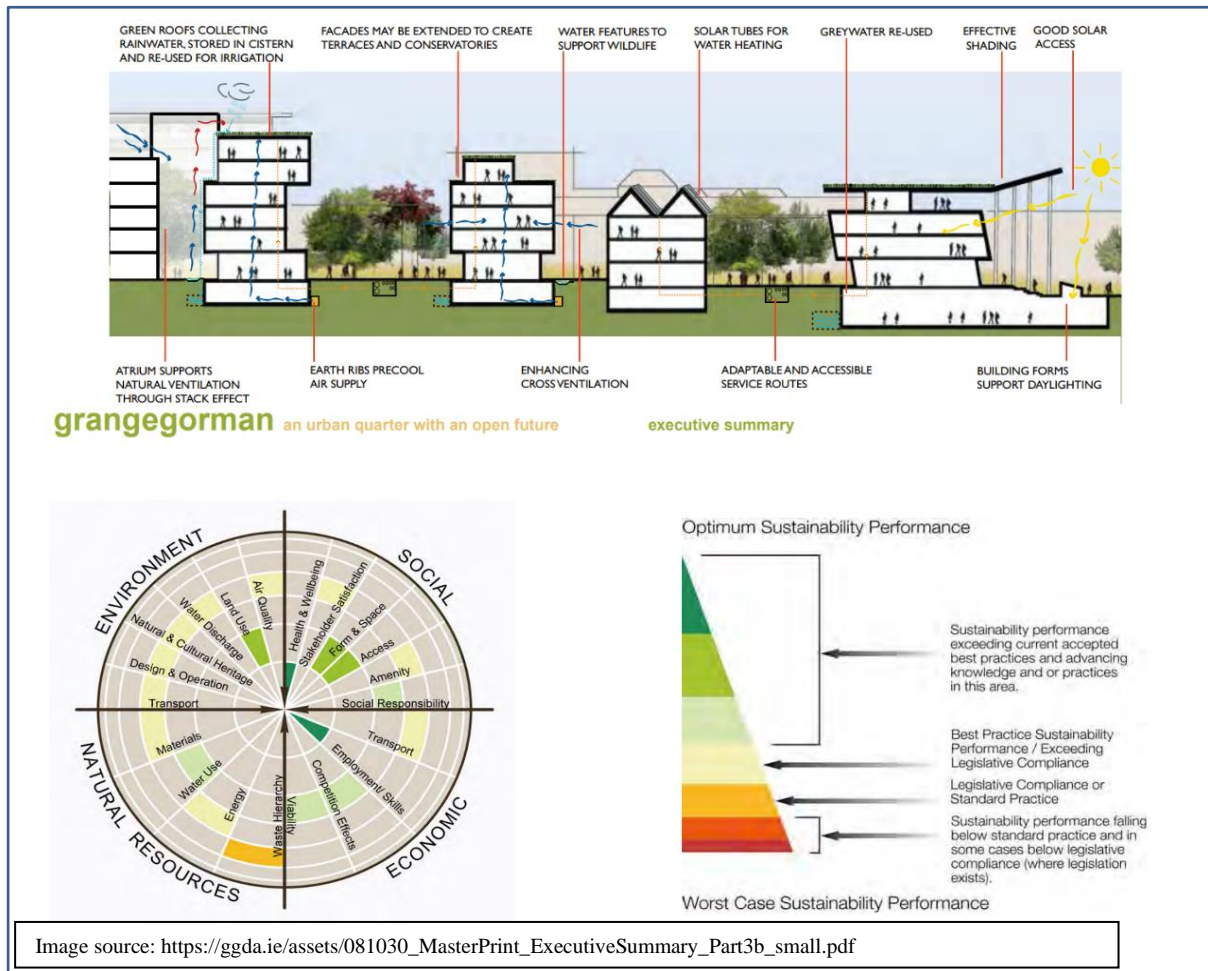 GREEN ROOFS COLLECTING
RAINWATER, STORED IN CISTERN
AND RE-USED FOR IRRIGATION
FACADES MAY BE EXTENDED TO CREATE
TERRACES AND CONSERVATORIES
WATER FEATURES TO
SUPPORT WILDLIFE
SOLAR TUBES FOR
WATER HEATING
GREYWATER RE-USED
EFFECTIVE
SHADING
GOOD SOLAR
ACCESS
ATRIUM SUPPORTS
NATURAL VENTILATION
THROUGH STACK EFFECT
EARTH RIBS PRECOOL
AIR SUPPLY
ENHANCING
CROSS VENTILATION
ADAPTABLE AND ACCESSIBLE
SERVICE ROUTES
BUILDING FORMS
SUPPORT DAYLIGHTING
grangegorman an urban quarter with an open future executive summary
ENVIRONMENT
SOCIAL
NATURAL RESOURCES
ECONOMIC
Air Quality
Land Use
Water Discharge
Natural & Cultural Heritage
Design & Operation
Transport
Materials
Water Use
Energy
Waste Hierarchy
Health & Wellbeing
Stakeholder Satisfaction
Form & Space
Access
Amenity
Social Responsibility
Transport
Employment/ Skills
Competition Effects
Viability
Optimum Sustainability Performance
Sustainability performance
exceeding current accepted
best practices and advancing
knowledge and or practices
in this area.
Best Practice Sustainability
Performance / Exceeding
Legislative Compliance
Legislative Compliance or
Standard Practice
Sustainability performance falling
below standard practice and in
some cases below legislative
compliance (where legislation
exists).
Worst Case Sustainability Performance
Image source: https://ggda.ie/assets/081030_MasterPrint_ExecutiveSummary_Part3b_small.pdf